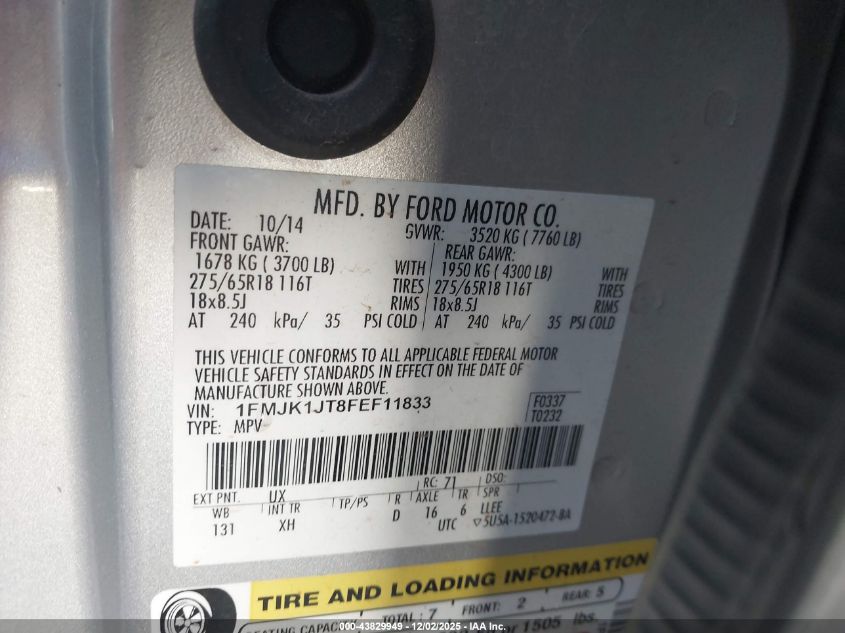 MFD. BY FORD MOTOR CO.
DATE: 10/14 GVWR: 3520 KG ( 7760 LB)
FRONT GAWR: REAR GAWR:
1678 KG ( 3700 LB) WITH 1950 KG ( 4300 LB) WITH
275/65R18 116T TIRES 275/65R18 116T TIRES
18x8.5J RIMS 18x8.5J RIMS
AT 240 kPa/ 35 PSI COLD AT 240 kPa/ 35 PSI COLD
THIS VEHICLE CONFORMS TO ALL APPLICABLE FEDERAL MOTOR
VEHICLE SAFETY STANDARDS IN EFFECT ON THE DATE OF
MANUFACTURE SHOWN ABOVE.
VIN: 1FMJK1JT8FEF11833 F0337
TYPE: MPV T0232
RC: 71 DSO:
EXT PNT. UX
WB INT TR TP/PS R AXLE TR SPR
131 XH D 16 6 LLEE
UTC ▽5U5A-1520472-BA
TIRE AND LOADING INFORMATION
SEATING CAPACITY TOTAL: 7 FRONT: 2 REAR: 5
or 1505 lbs.
000-43829949 - 12/02/2025 - IAA Inc.